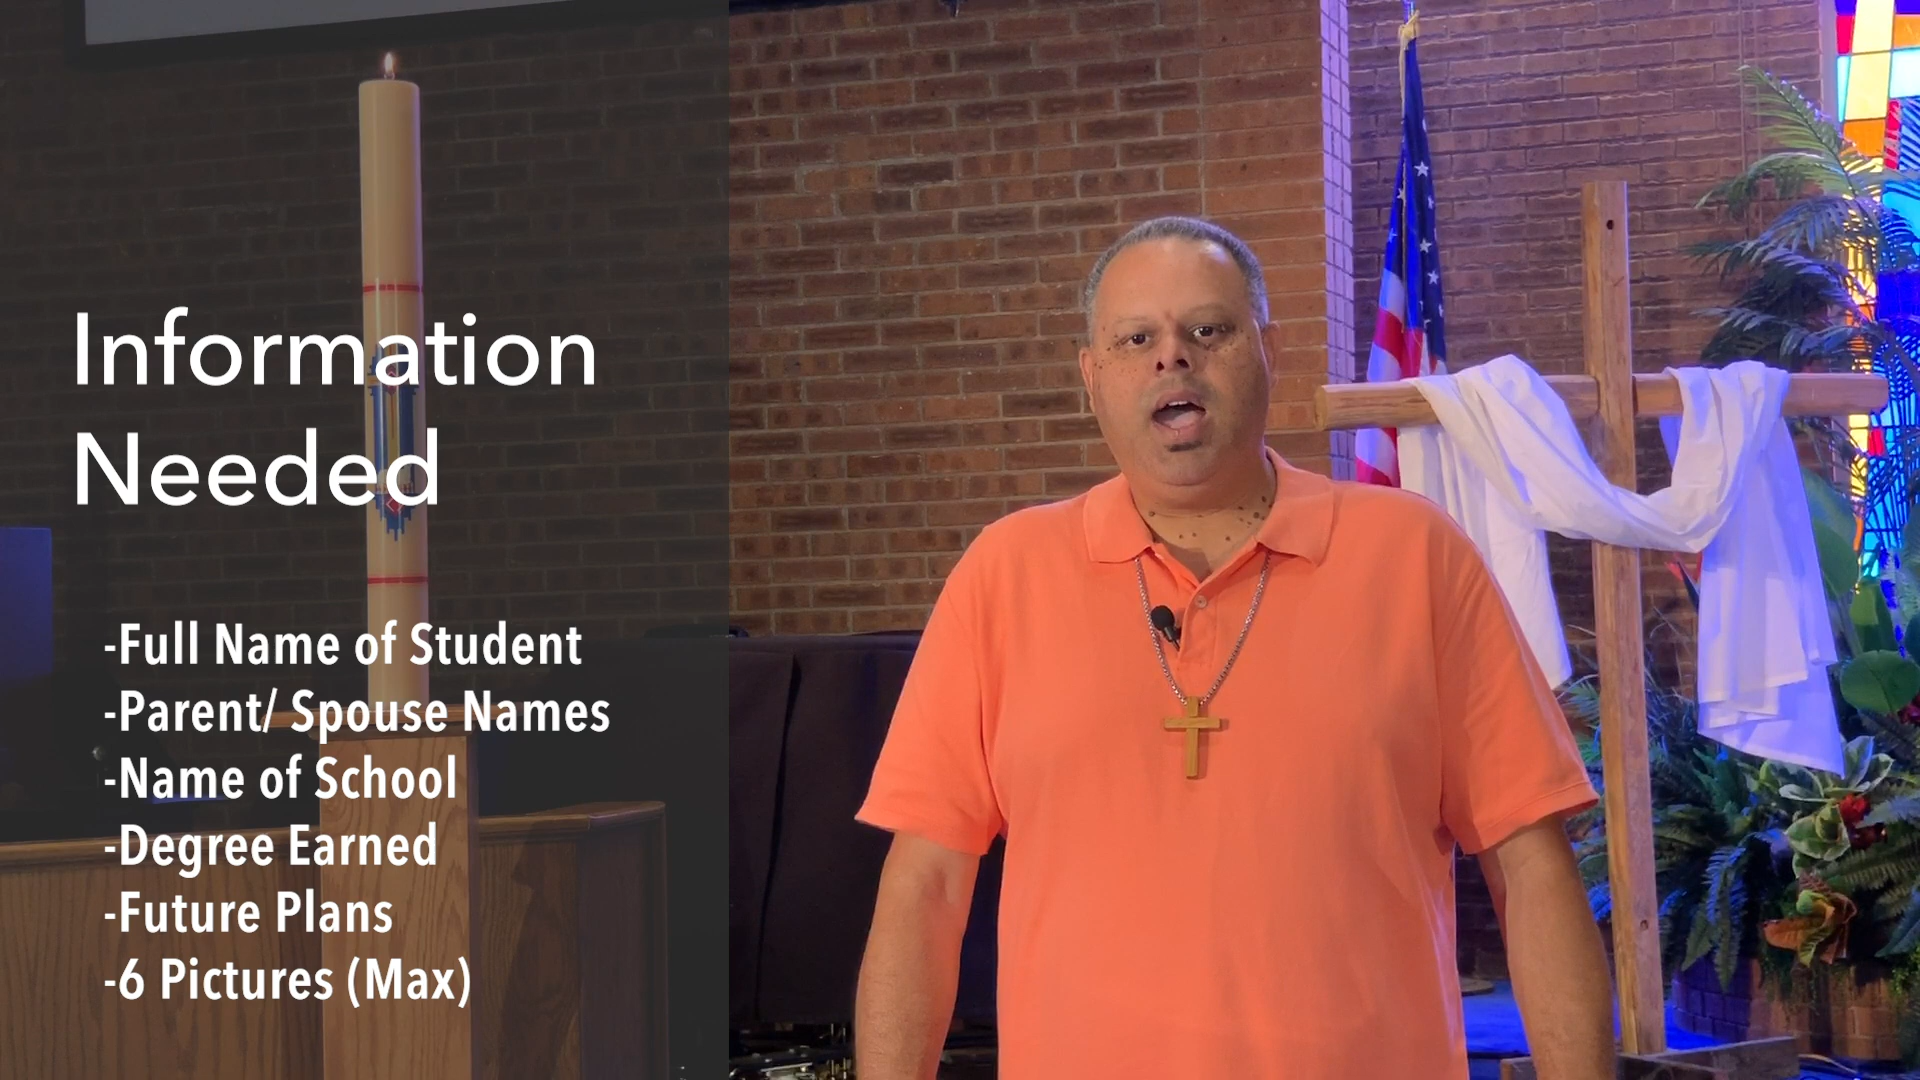 Information
Needed
-Full Name of Student
-Parent/ Spouse Names
-Name of School
-Degree Earned
-Future Plans
-6 Pictures (Max)